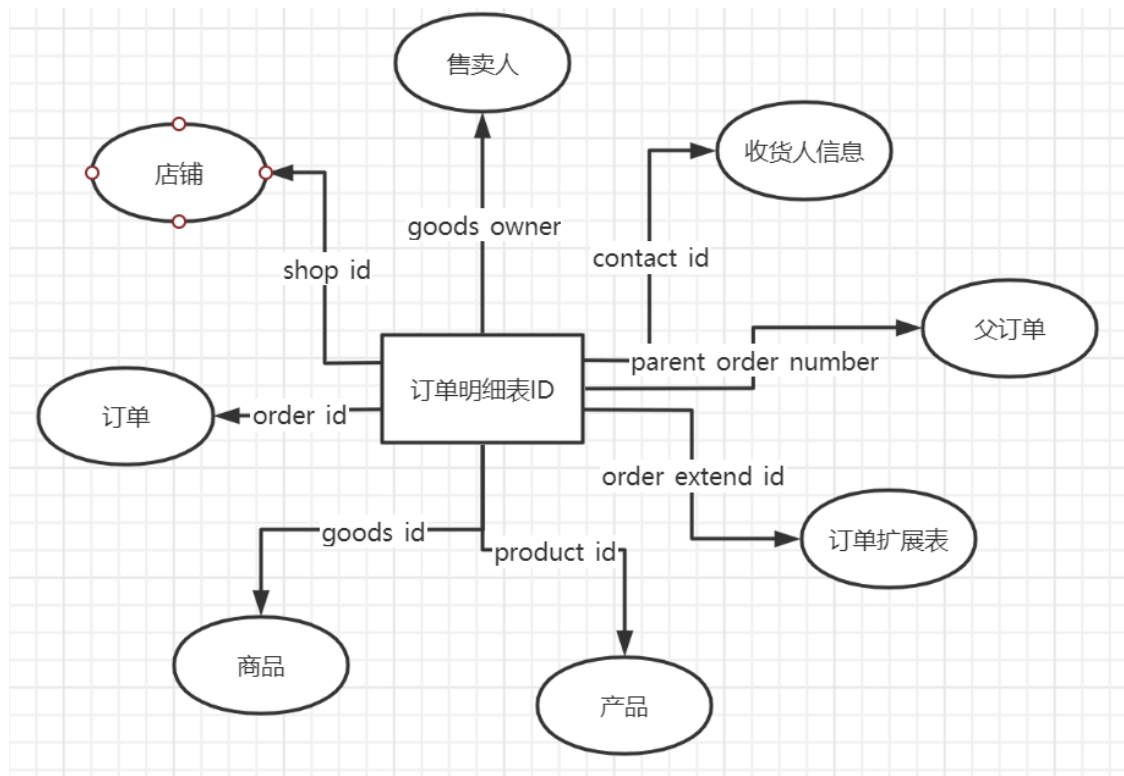 售卖人
收货人信息
店铺
goods owner
contact id
shop id
父订单
parent order number
订单明细表ID
订单
order id
order extend id
goods id
product id
订单扩展表
商品
产品